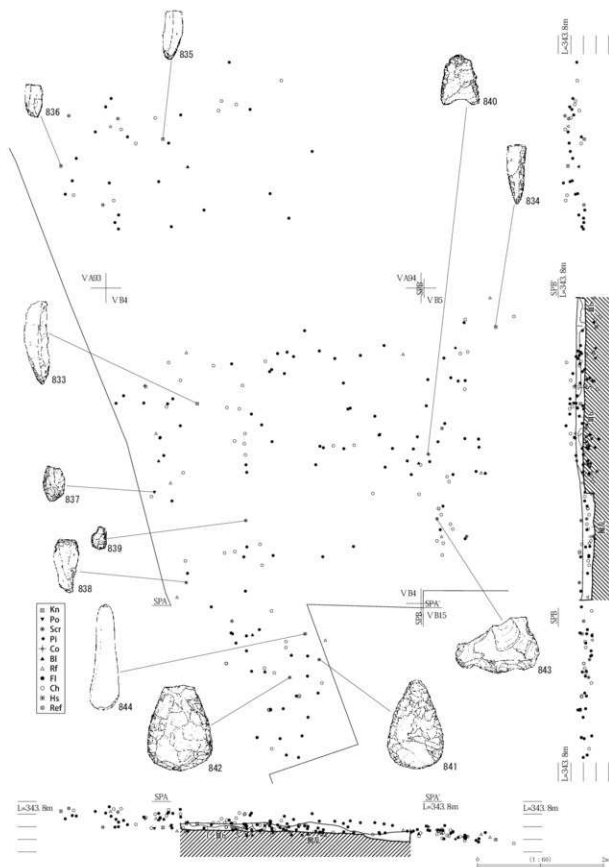 835
836
840
834
L=343.8m
VA93
VB4
VA94
SPB'
VB5
SPB'
L=343.8m
833
837
839
838
SPA
VB4
SPA'
SPB
VB15
SPB
Kn
Po
Scr
Pi
Co
Bl
Rf
Fl
Ch
Hs
Ref
844
842
841
843
L=343.8m
SPA
SPA'
L=343.8m
L=343.8m
L=343.8m
0
(1 : 60)
2m